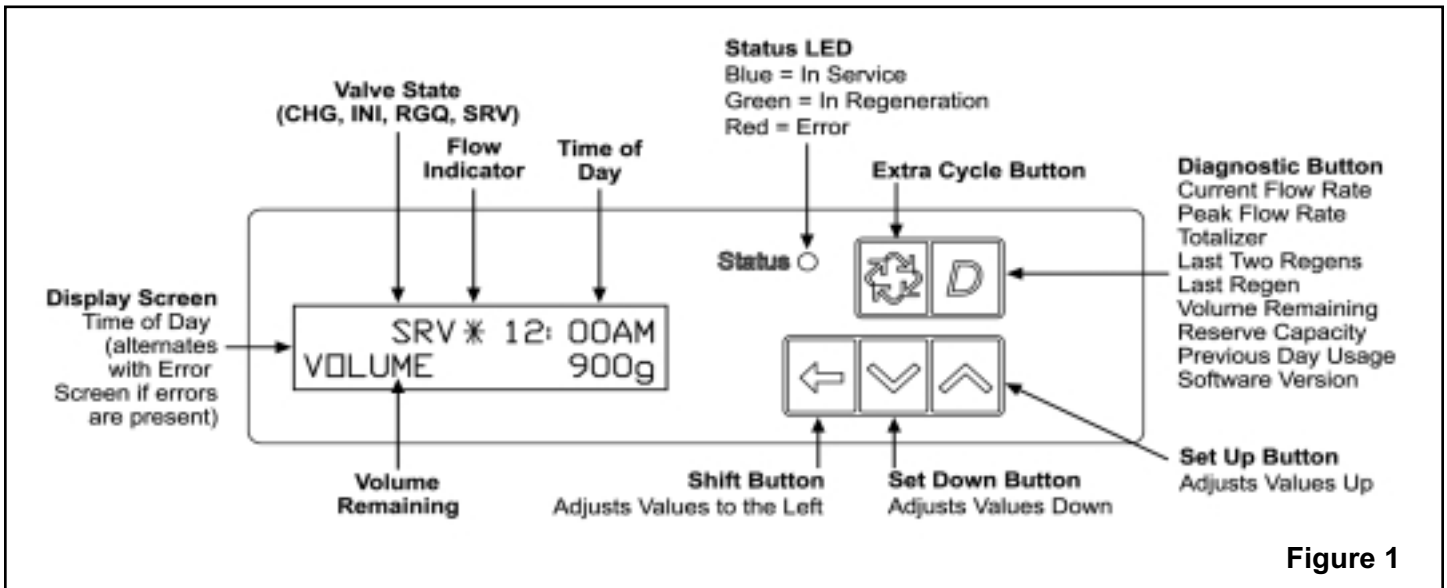 Status LED
Blue = In Service
Green = In Regeneration
Red = Error
Valve State
(CHG, INI, RGQ, SRV)
Flow
Indicator
Time of
Day
Extra Cycle Button
Diagnostic Button
Current Flow Rate
Peak Flow Rate
Totalizer
Last Two Regens
Last Regen
Volume Remaining
Reserve Capacity
Previous Day Usage
Software Version
Status
D
Display Screen
Time of Day
(alternates
with Error
Screen if errors
are present)
SRV * 12: 00AM
VOLUME 900g
Volume
Remaining
Shift Button
Adjusts Values to the Left
Set Down Button
Adjusts Values Down
Set Up Button
Adjusts Values Up
Figure 1